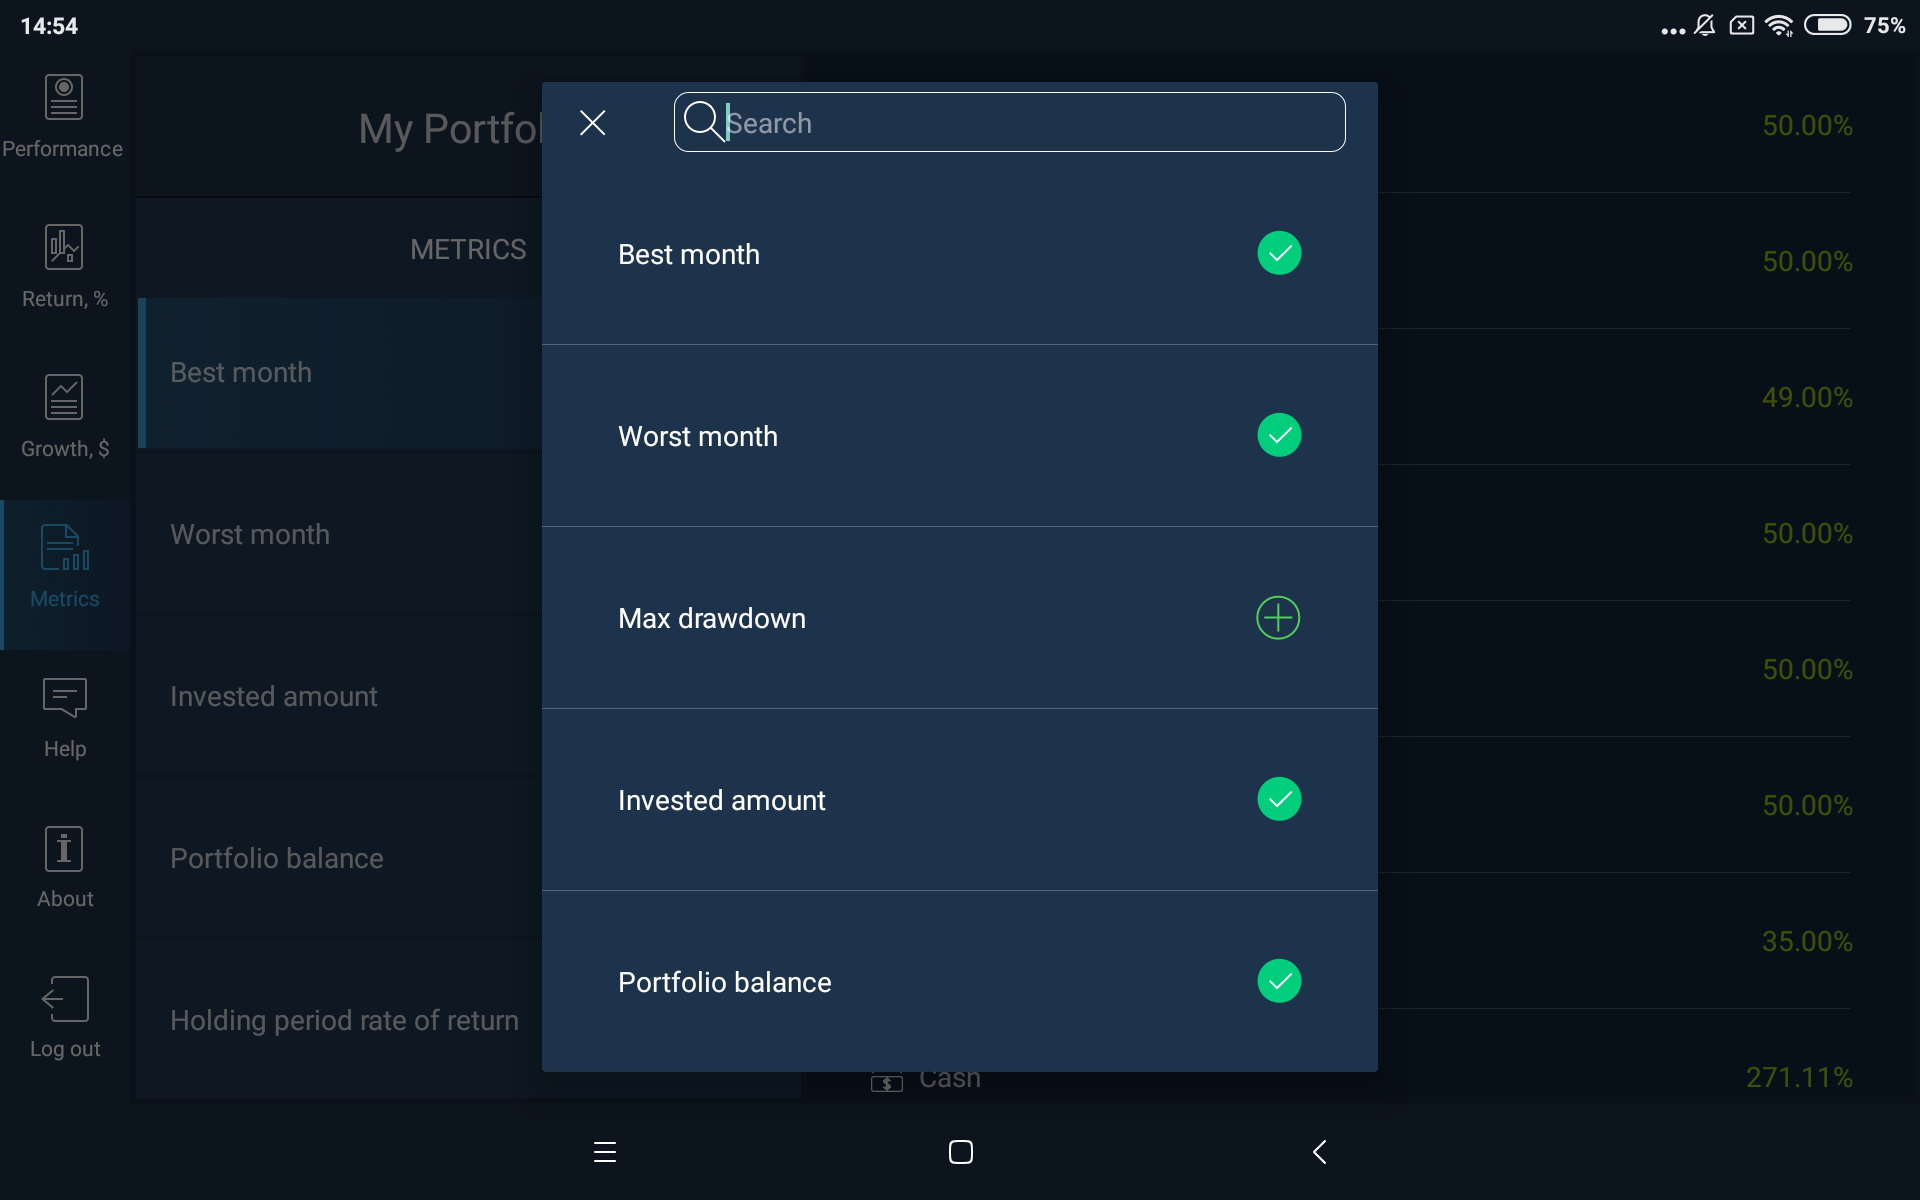 14:54
75%
Performance
Return, %
Growth, $
Metrics
Help
About
Log out
My Portfol
METRICS
Best month
Worst month
Invested amount
Portfolio balance
Holding period rate of return
Search
Best month
Worst month
Max drawdown
Invested amount
Portfolio balance
50.00%
50.00%
49.00%
50.00%
50.00%
50.00%
35.00%
Cash
271.11%